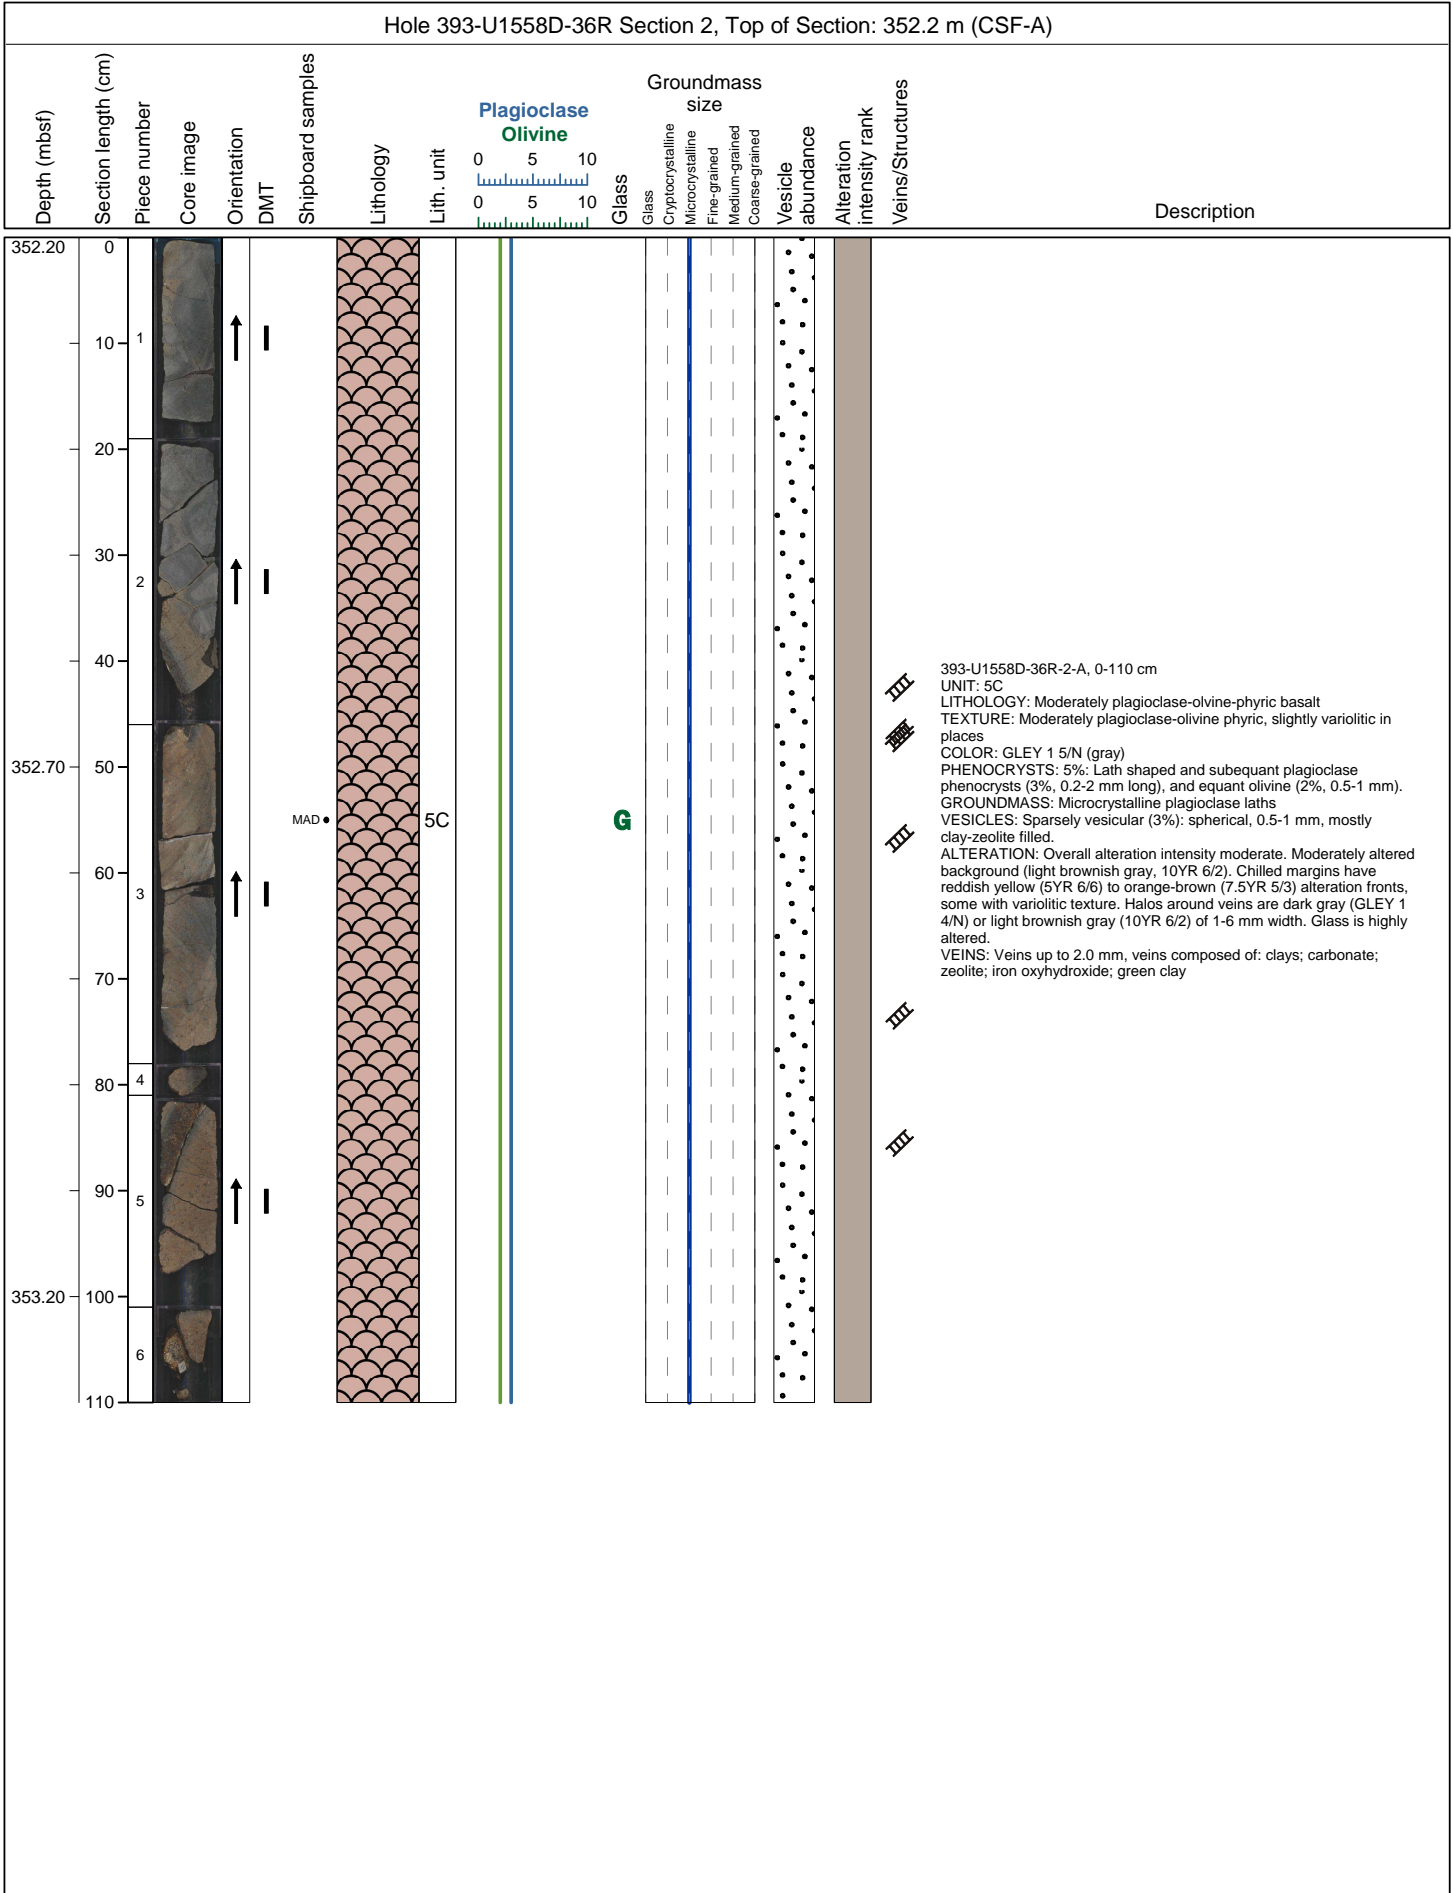 Hole 393-U1558D-36R Section 2, Top of Section: 352.2 m (CSF-A)
Depth (mbsf)
Section length (cm)
Piece number
Core image
Orientation
DMT
Shipboard samples
Lithology
Lith. unit
Plagioclase
Olivine
0 5 10
0 5 10
Glass
Groundmass
size
Glass
Cryptocrystalline
Microcrystalline
Fine-grained
Medium-grained
Coarse-grained
Vesicle
abundance
Alteration
intensity rank
Veins/Structures
Description
352.20
352.70
353.20
0
10
20
30
40
50
60
70
80
90
100
110
1
2
3
4
5
6
MAD
5C
G
393-U1558D-36R-2-A, 0-110 cm
UNIT: 5C
LITHOLOGY: Moderately plagioclase-olvine-phyric basalt
TEXTURE: Moderately plagioclase-olivine phyric, slightly variolitic in
places
COLOR: GLEY 1 5/N (gray)
PHENOCRYSTS: 5%: Lath shaped and subequant plagioclase
phenocrysts (3%, 0.2-2 mm long), and equant olivine (2%, 0.5-1 mm).
GROUNDMASS: Microcrystalline plagioclase laths
VESICLES: Sparsely vesicular (3%): spherical, 0.5-1 mm, mostly
clay-zeolite filled.
ALTERATION: Overall alteration intensity moderate. Moderately altered
background (light brownish gray, 10YR 6/2). Chilled margins have
reddish yellow (5YR 6/6) to orange-brown (7.5YR 5/3) alteration fronts,
some with variolitic texture. Halos around veins are dark gray (GLEY 1
4/N) or light brownish gray (10YR 6/2) of 1-6 mm width. Glass is highly
altered.
VEINS: Veins up to 2.0 mm, veins composed of: clays; carbonate;
zeolite; iron oxyhydroxide; green clay